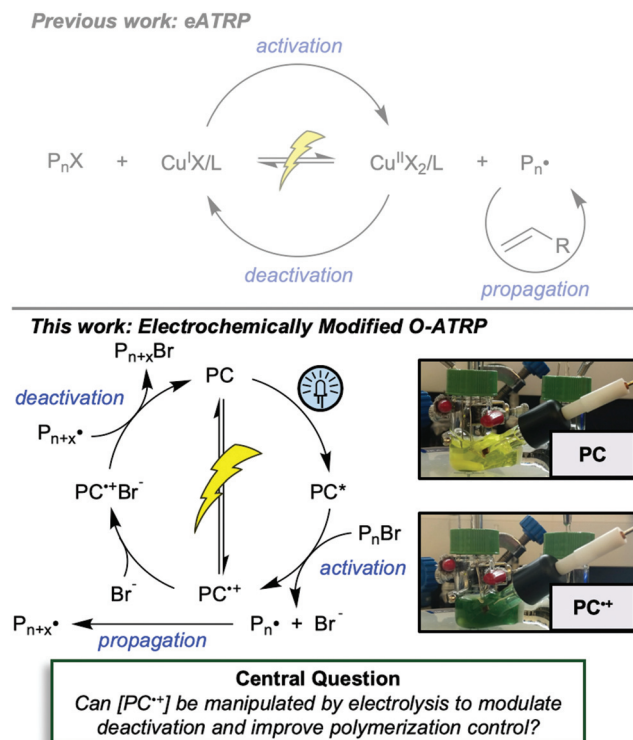 Previous work: eATRP
activation
PₙX + CuᴵX/L CuᴵᴵX₂/L + Pₙ•
R
deactivation
propagation
This work: Electrochemically Modified O-ATRP
Pₙ₊ₓBr
PC
deactivation
Pₙ₊ₓ•
PC
PC•⁺Br⁻
PC*
PₙBr
activation
Br⁻
PC•⁺
PC•⁺
Pₙ₊ₓ• Pₙ• + Br⁻
propagation
Central Question
Can [PC•⁺] be manipulated by electrolysis to modulate
deactivation and improve polymerization control?